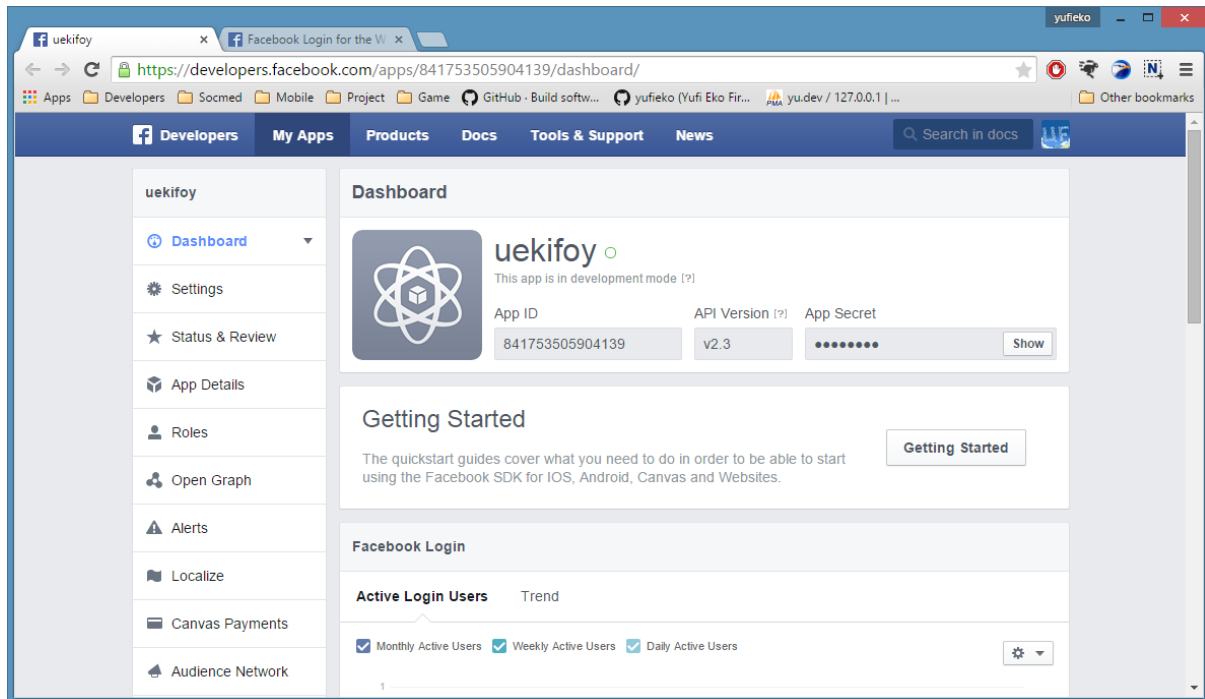 yufieko
uekifoy
Facebook Login for the W
https://developers.facebook.com/apps/841753505904139/dashboard/
Apps Developers Socmed Mobile Project Game GitHub · Build softw... yufieko (Yufi Eko Fir... yu.dev / 127.0.0.1 | ... Other bookmarks
Developers My Apps Products Docs Tools & Support News Search in docs
uekifoy
Dashboard
Settings
Status & Review
App Details
Roles
Open Graph
Alerts
Localize
Canvas Payments
Audience Network
Dashboard
uekifoy
This app is in development mode [?]
App ID API Version [?] App Secret
841753505904139 v2.3 •••••••• Show
Getting Started
The quickstart guides cover what you need to do in order to be able to start
using the Facebook SDK for IOS, Android, Canvas and Websites.
Getting Started
Facebook Login
Active Login Users Trend
Monthly Active Users Weekly Active Users Daily Active Users
1